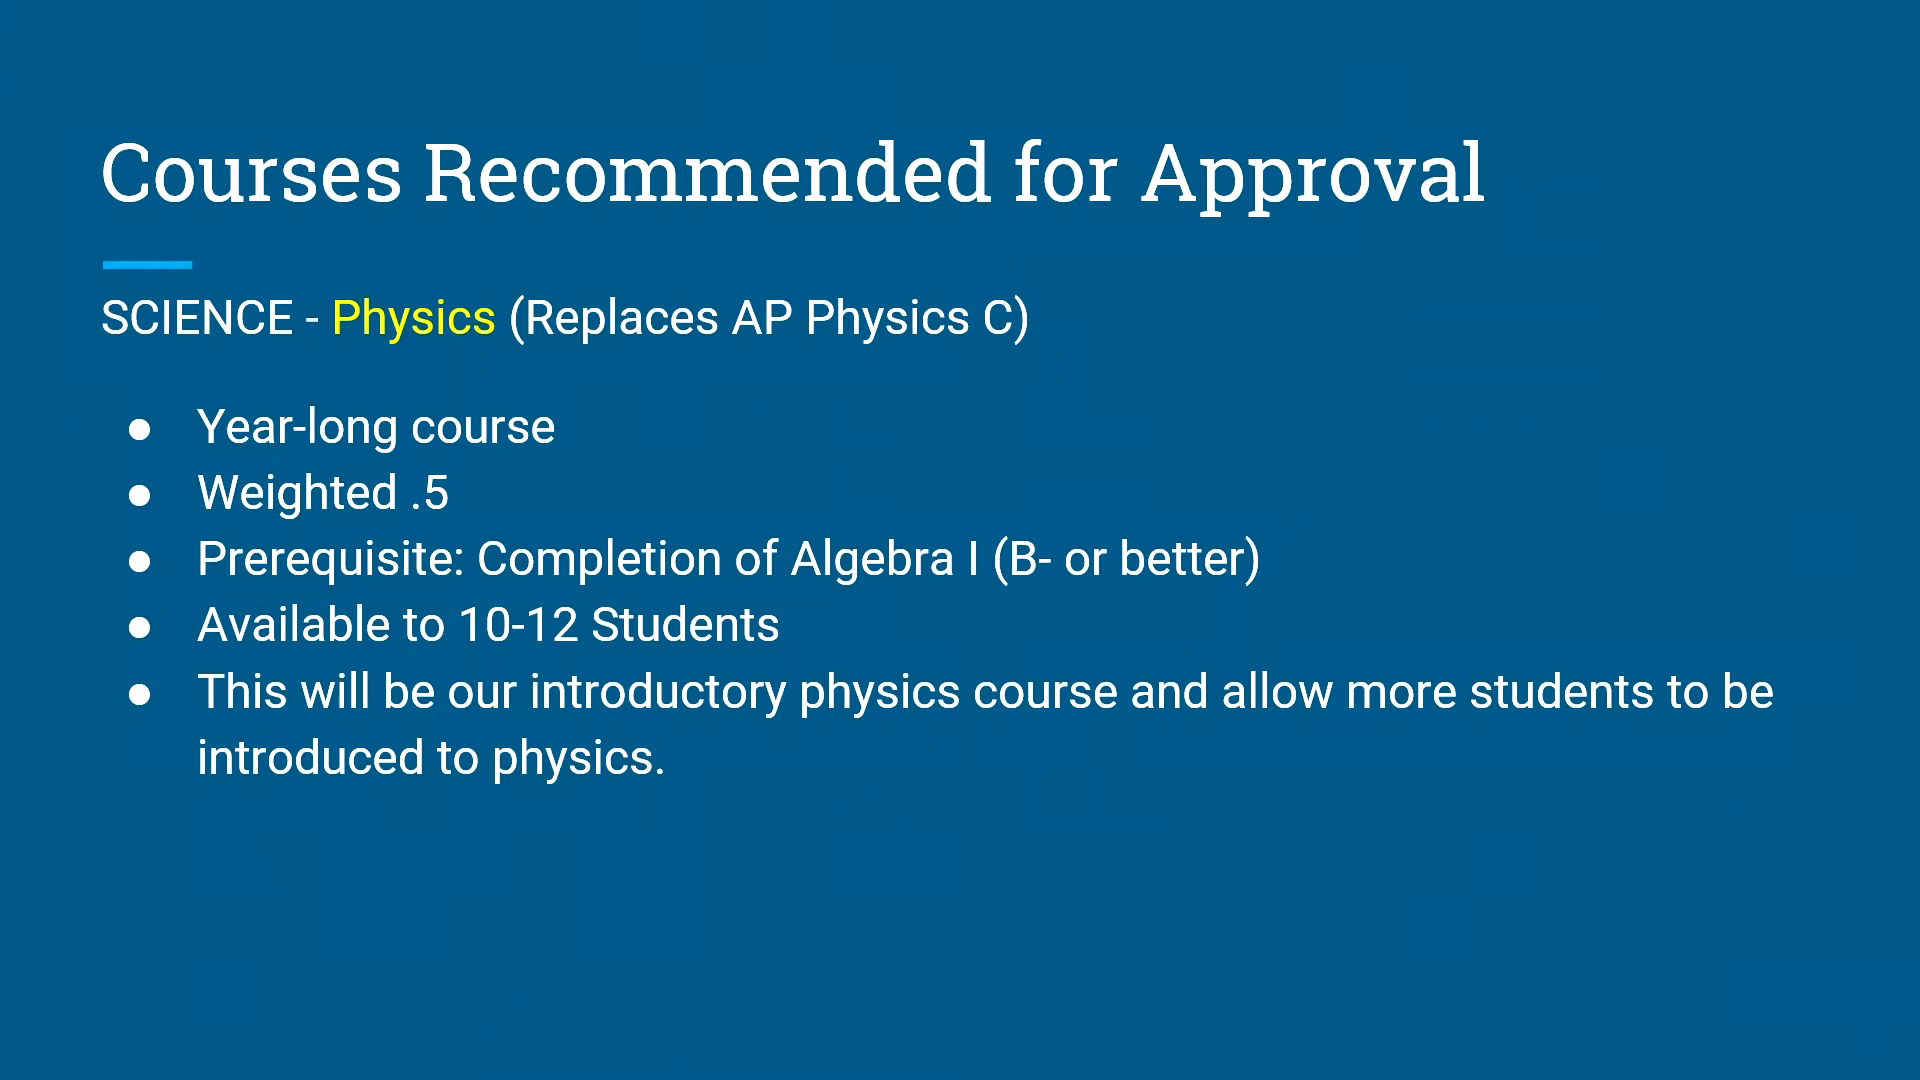 Courses Recommended for Approval
SCIENCE - Physics (Replaces AP Physics C)
● Year-long course
● Weighted .5
● Prerequisite: Completion of Algebra I (B- or better)
● Available to 10-12 Students
● This will be our introductory physics course and allow more students to be
introduced to physics.